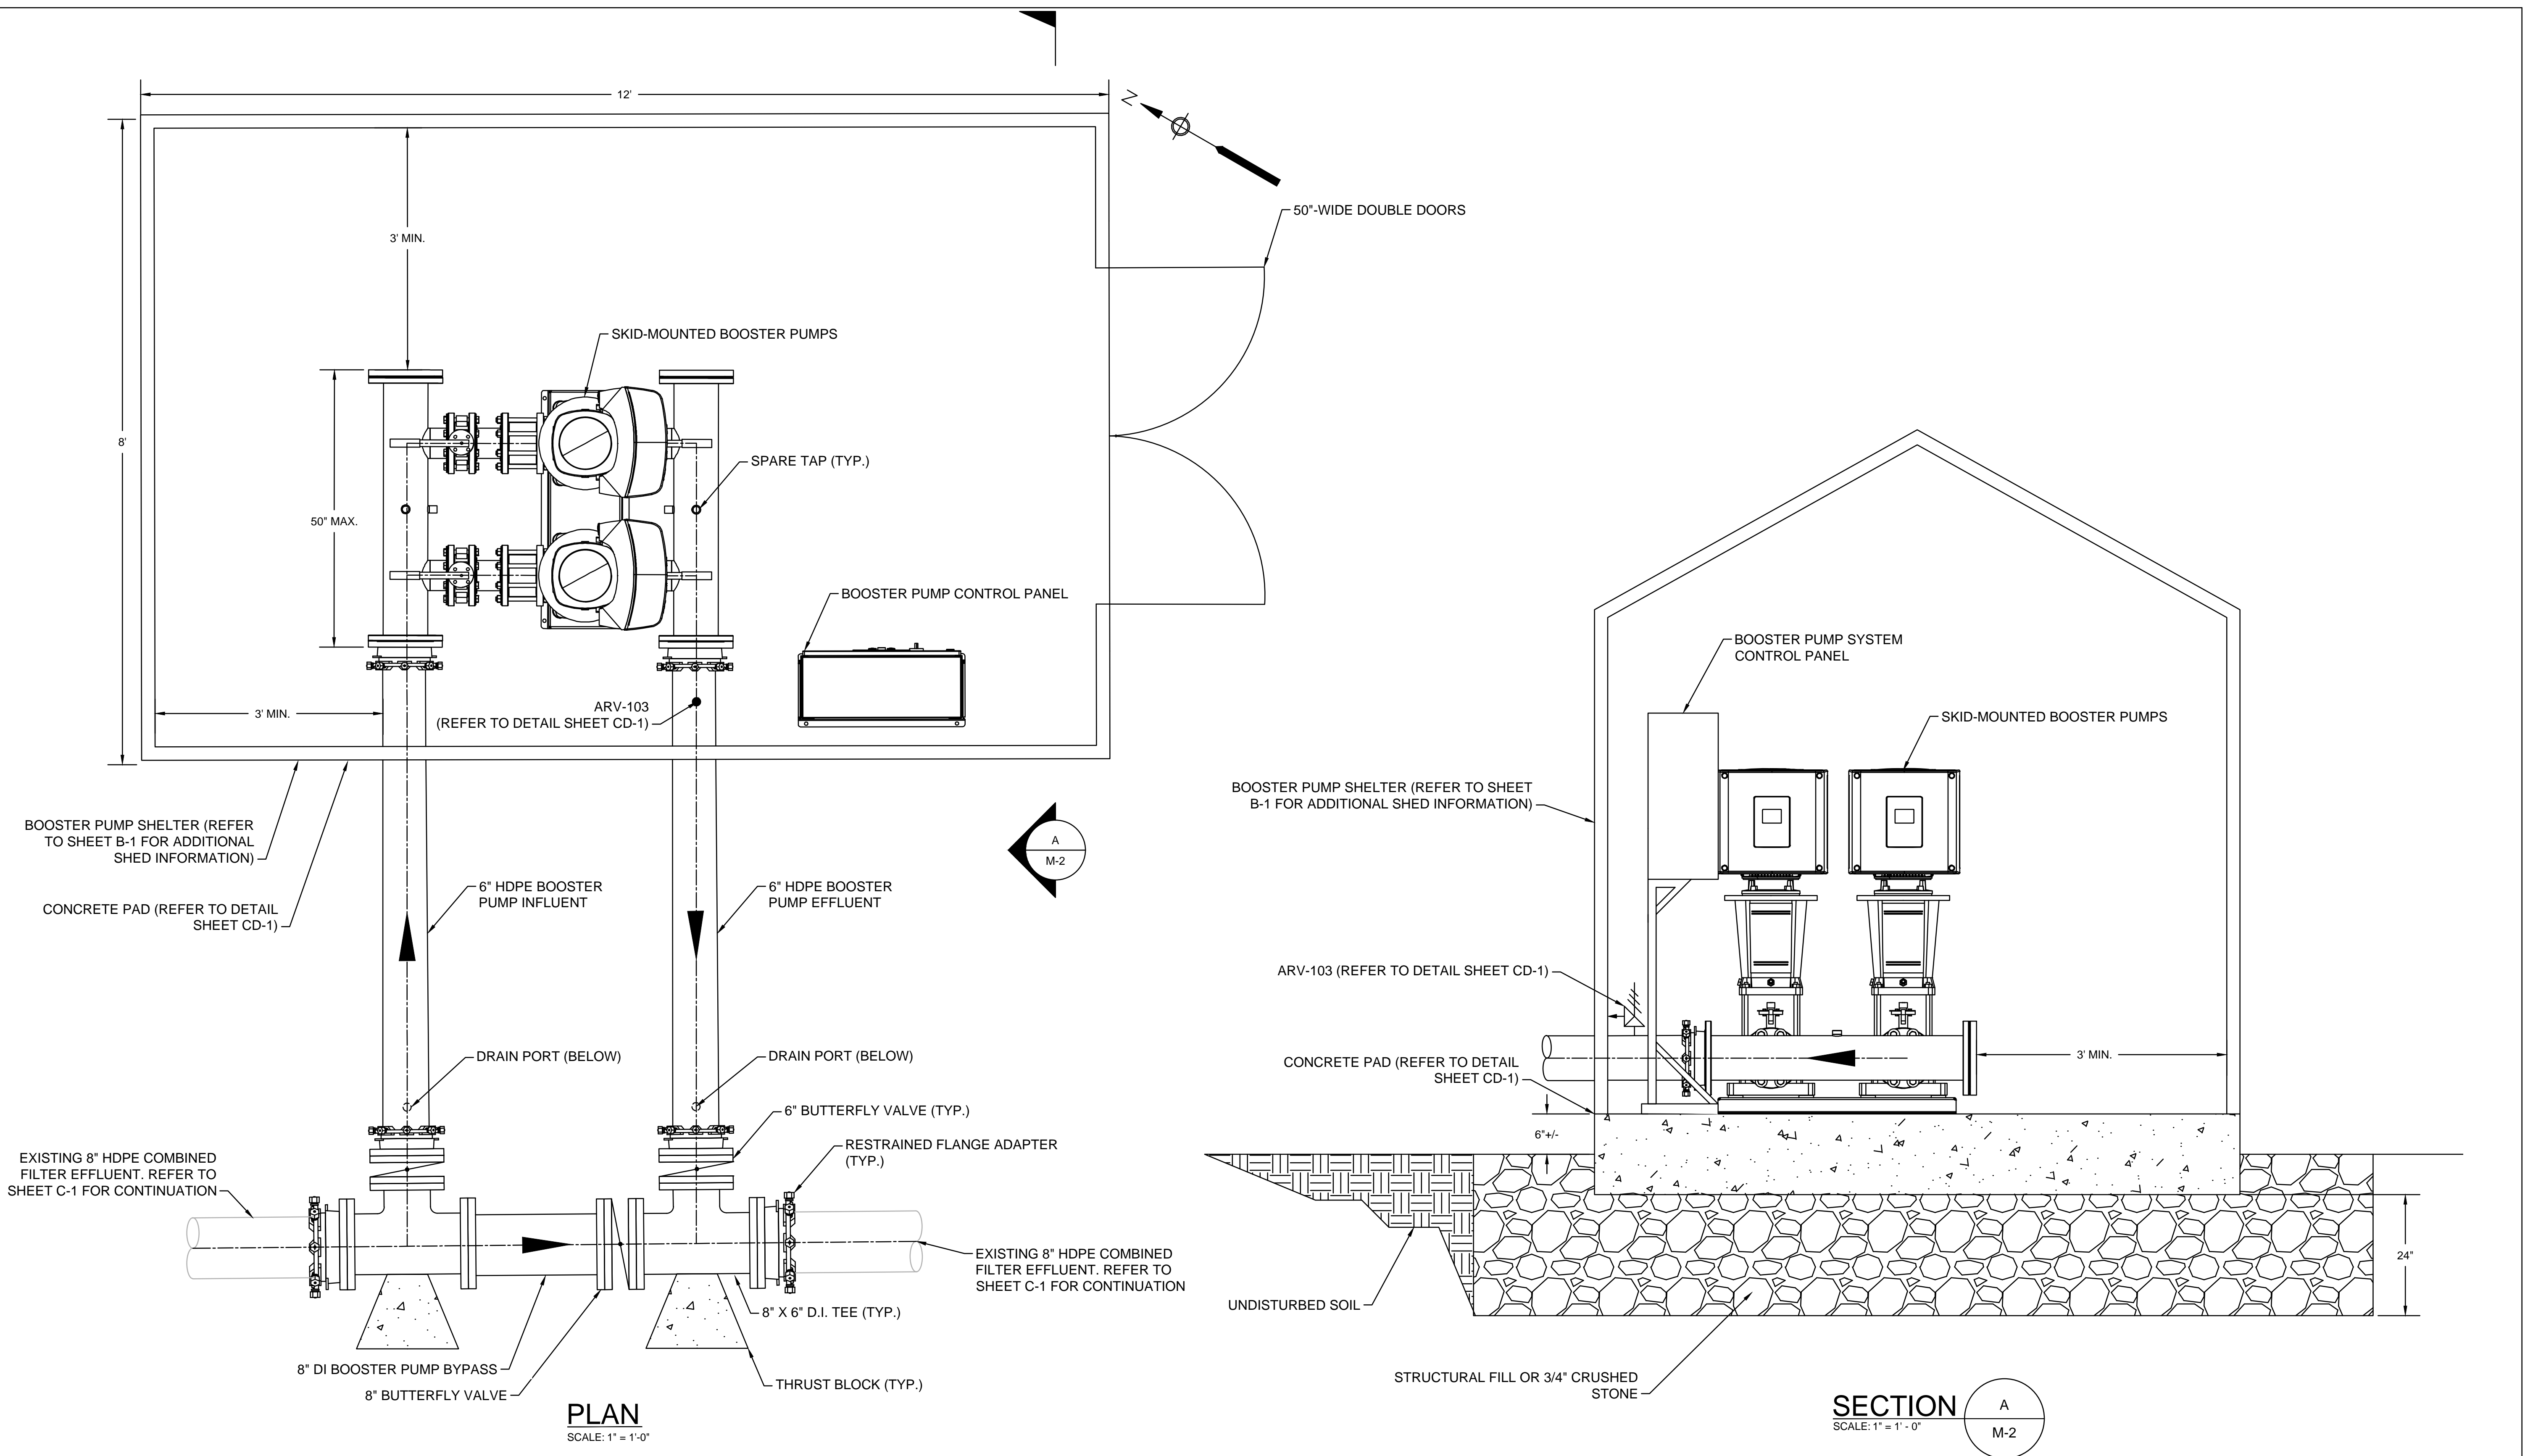 12'
N
50"-WIDE DOUBLE DOORS
3' MIN.
SKID-MOUNTED BOOSTER PUMPS
8'
SPARE TAP (TYP.)
50" MAX.
BOOSTER PUMP CONTROL PANEL
3' MIN.
ARV-103
(REFER TO DETAIL SHEET CD-1)
BOOSTER PUMP SHELTER (REFER
TO SHEET B-1 FOR ADDITIONAL
SHED INFORMATION)
CONCRETE PAD (REFER TO DETAIL
SHEET CD-1)
6" HDPE BOOSTER
PUMP INFLUENT
6" HDPE BOOSTER
PUMP EFFLUENT
A
M-2
DRAIN PORT (BELOW)
DRAIN PORT (BELOW)
6" BUTTERFLY VALVE (TYP.)
RESTRAINED FLANGE ADAPTER
(TYP.)
EXISTING 8" HDPE COMBINED
FILTER EFFLUENT. REFER TO
SHEET C-1 FOR CONTINUATION
EXISTING 8" HDPE COMBINED
FILTER EFFLUENT. REFER TO
SHEET C-1 FOR CONTINUATION
8" X 6" D.I. TEE (TYP.)
8" DI BOOSTER PUMP BYPASS
8" BUTTERFLY VALVE
THRUST BLOCK (TYP.)
PLAN
SCALE: 1" = 1'-0"
BOOSTER PUMP SYSTEM
CONTROL PANEL
SKID-MOUNTED BOOSTER PUMPS
BOOSTER PUMP SHELTER (REFER TO SHEET
B-1 FOR ADDITIONAL SHED INFORMATION)
ARV-103 (REFER TO DETAIL SHEET CD-1)
CONCRETE PAD (REFER TO DETAIL
SHEET CD-1)
3' MIN.
6"+/-
24"
UNDISTURBED SOIL
STRUCTURAL FILL OR 3/4" CRUSHED
STONE
SECTION
SCALE: 1" = 1' - 0"
A
M-2